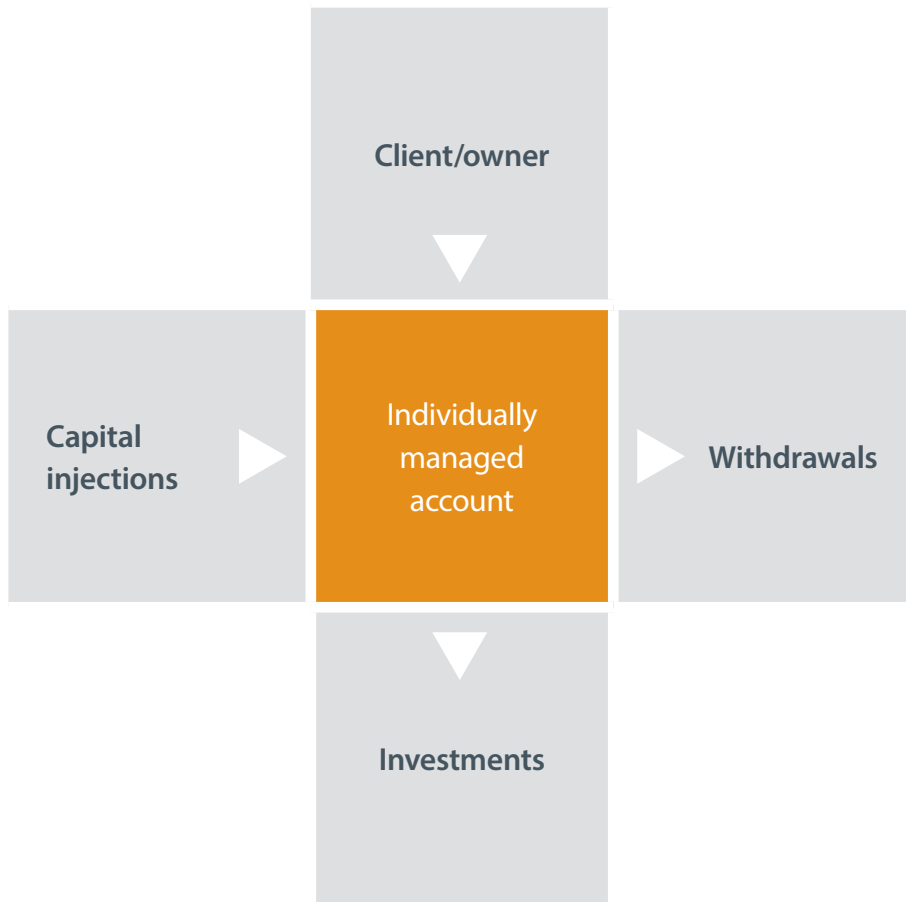 Client/owner
Capital
injections
Individually
managed
account
Withdrawals
Investments